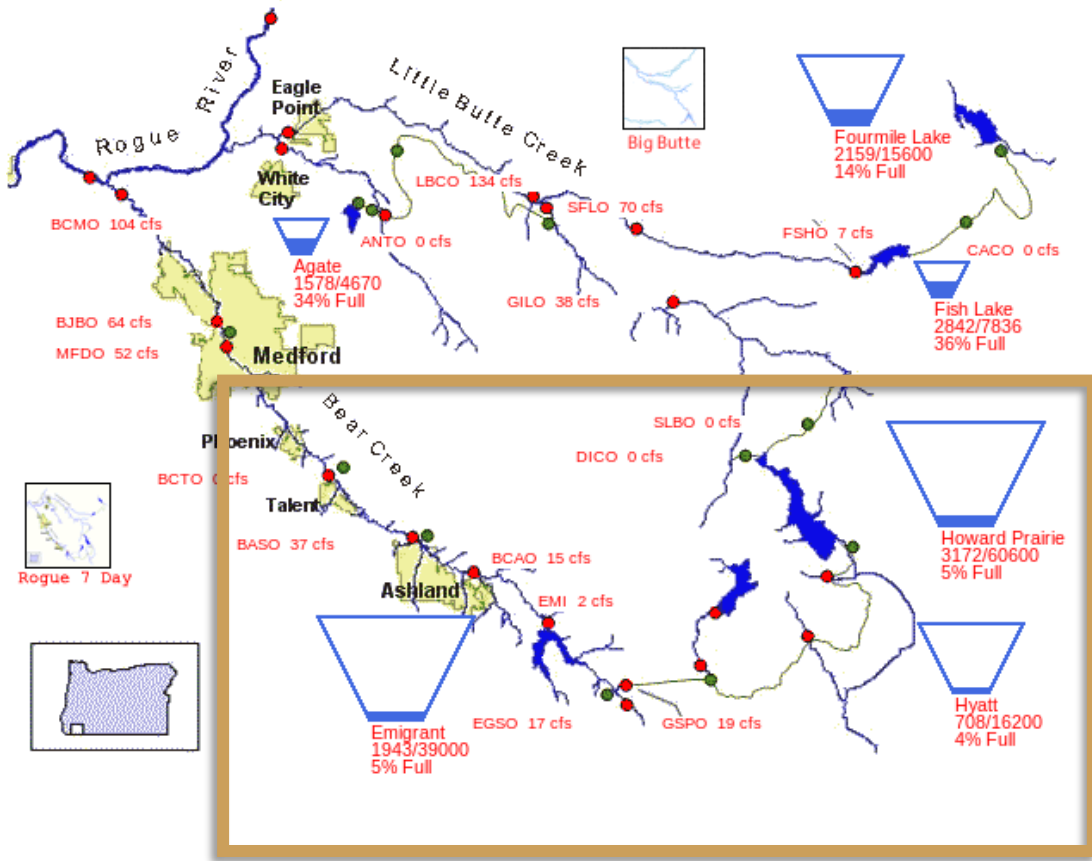 Rogue River
Eagle
Point
Little Butte Creek
Big Butte
Fourmile Lake
2159/15600
14% Full
White
City
LBCO 134 cfs
SFLO 70 cfs
BCMO 104 cfs
ANTO 0 cfs
FSHO 7 cfs
CACO 0 cfs
Agate
1578/4670
34% Full
GILO 38 cfs
Fish Lake
2842/7836
36% Full
BJBO 64 cfs
MFDO 52 cfs
Medford
Bear Creek
SLBO 0 cfs
Phoenix
DICO 0 cfs
BCTO 0 cfs
Talent
Howard Prairie
3172/60600
5% Full
BASO 37 cfs
BCAO 15 cfs
Rogue 7 Day
Ashland
EMI 2 cfs
EGSO 17 cfs
GSPO 19 cfs
Hyatt
708/16200
4% Full
Emigrant
1943/39000
5% Full